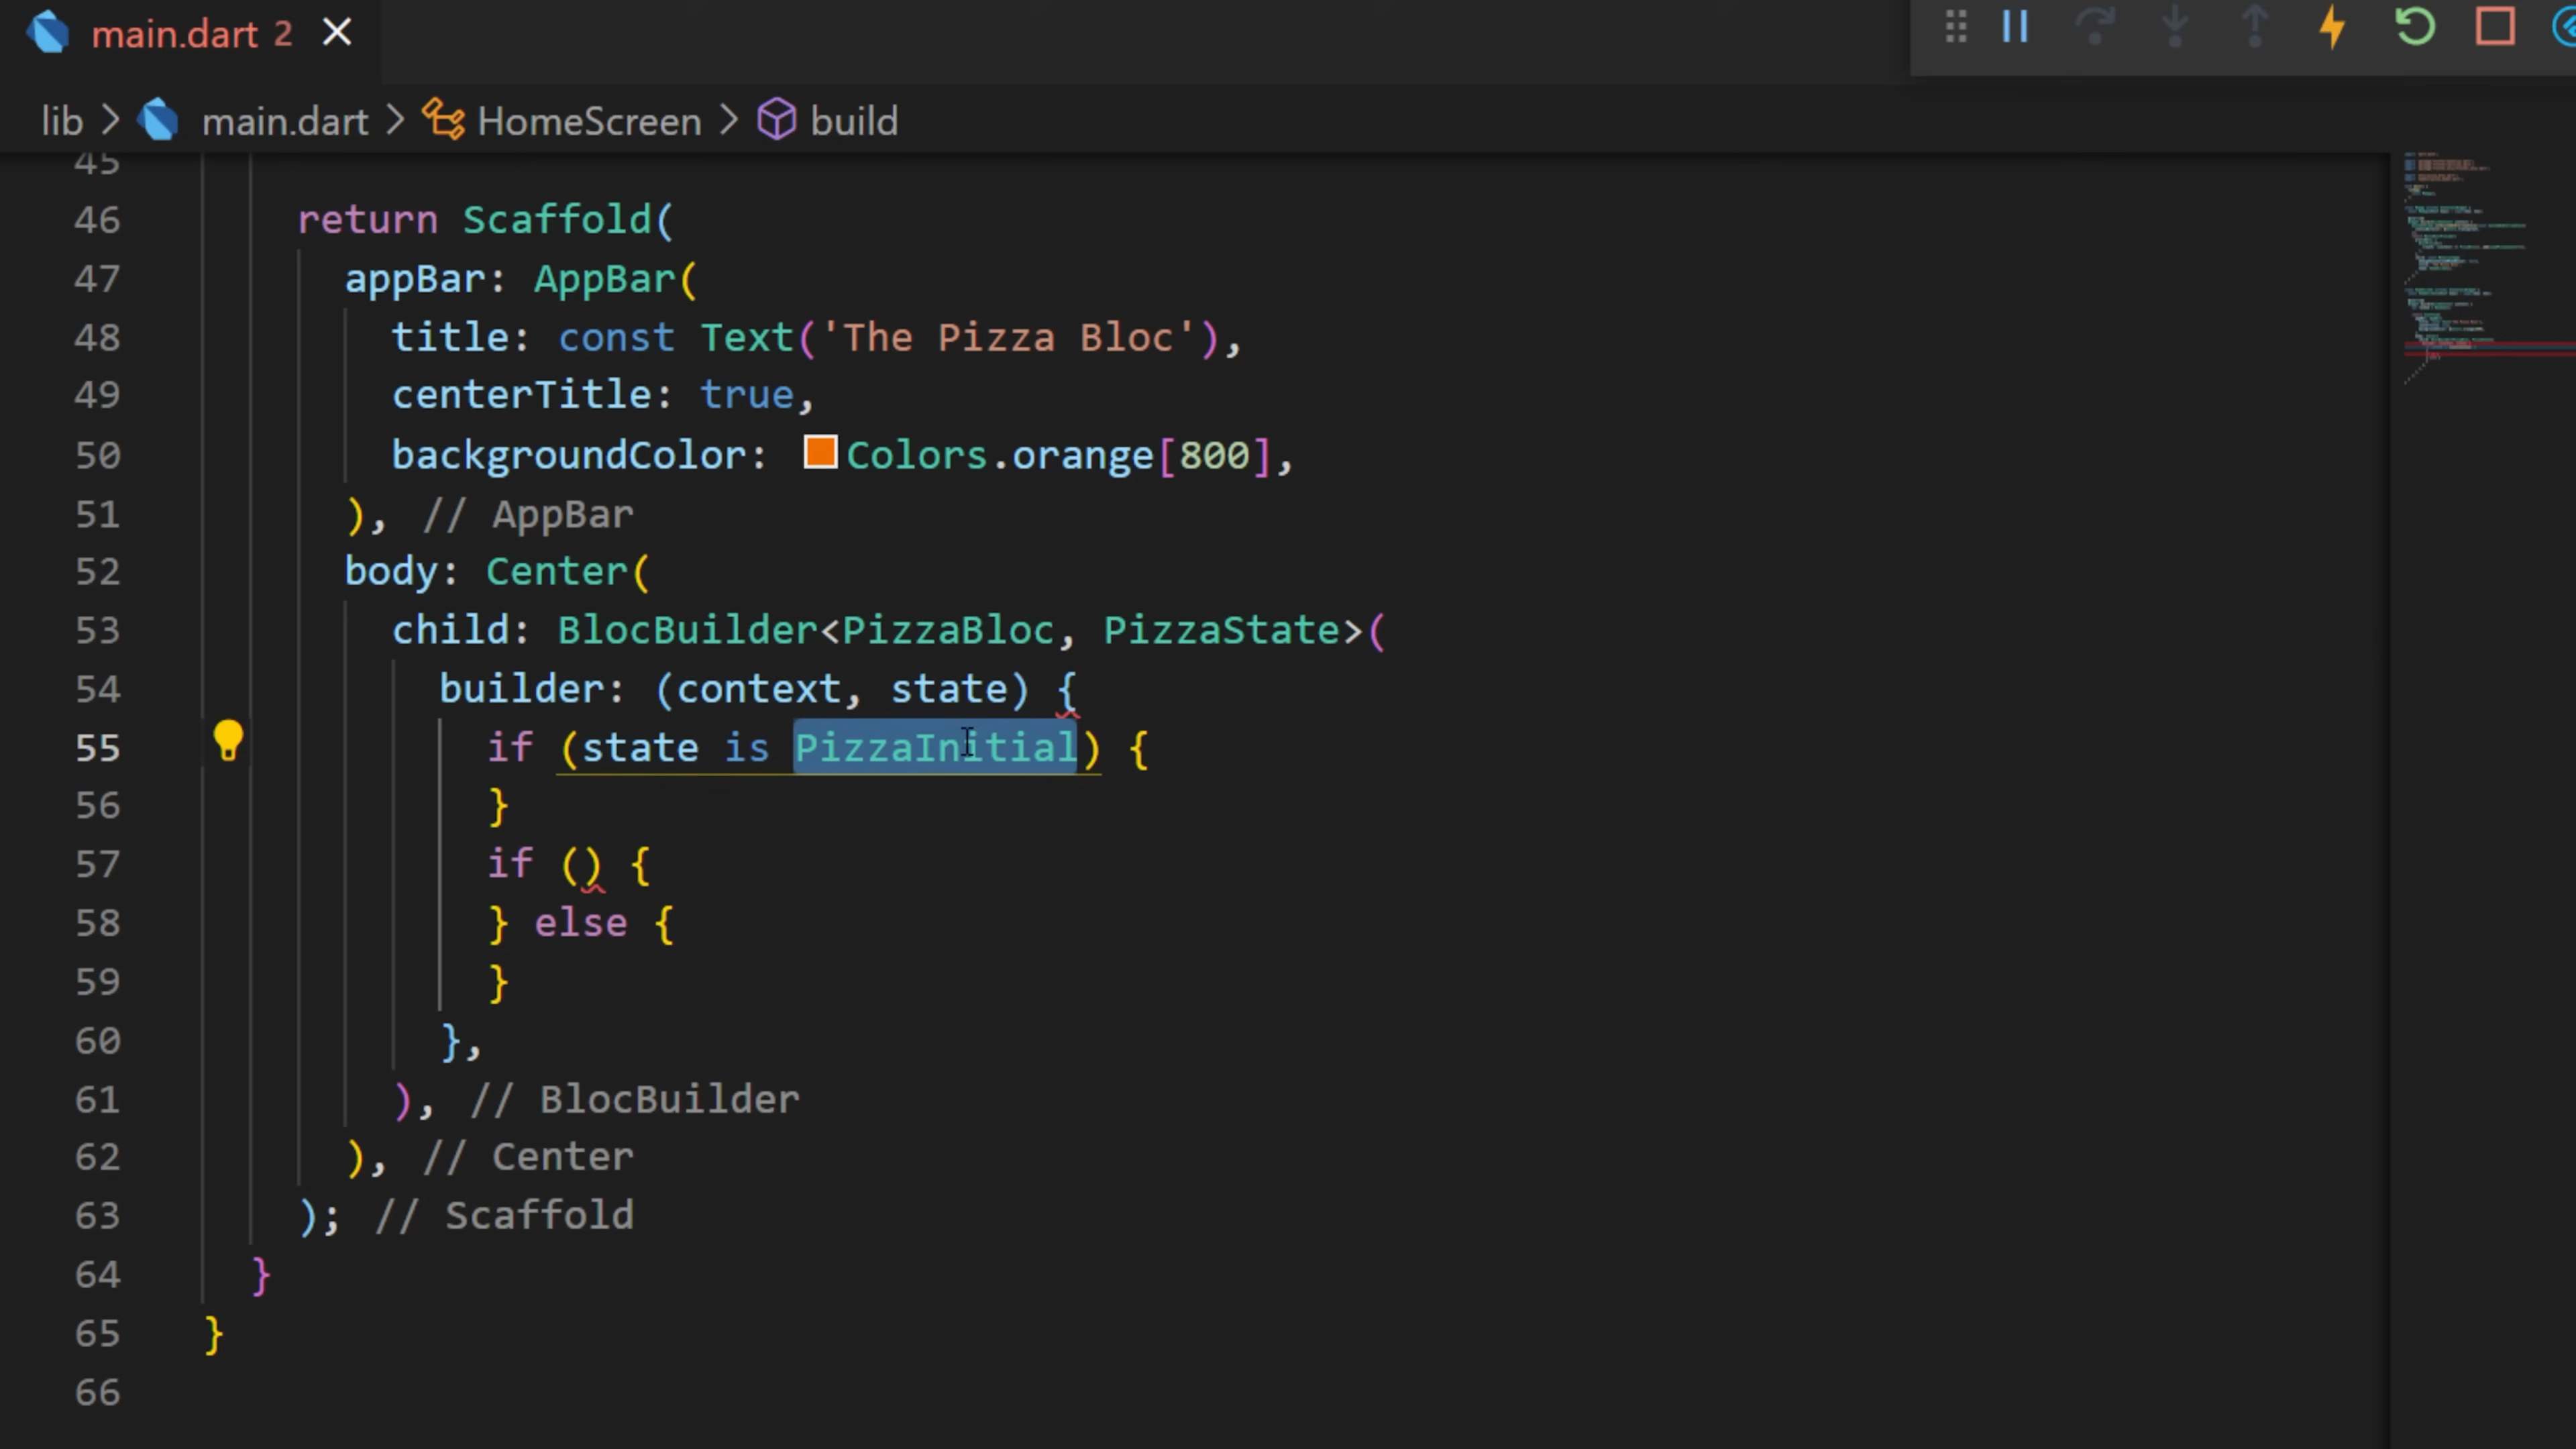 main.dart 2
lib > main.dart > HomeScreen > build
45
46 return Scaffold(
47 appBar: AppBar(
48 title: const Text('The Pizza Bloc'),
49 centerTitle: true,
50 backgroundColor: Colors.orange[800],
51 ), // AppBar
52 body: Center(
53 child: BlocBuilder<PizzaBloc, PizzaState>(
54 builder: (context, state) {
55 if (state is PizzaInitial) {
56 }
57 if () {
58 } else {
59 }
60 },
61 ), // BlocBuilder
62 ), // Center
63 ); // Scaffold
64 }
65 }
66